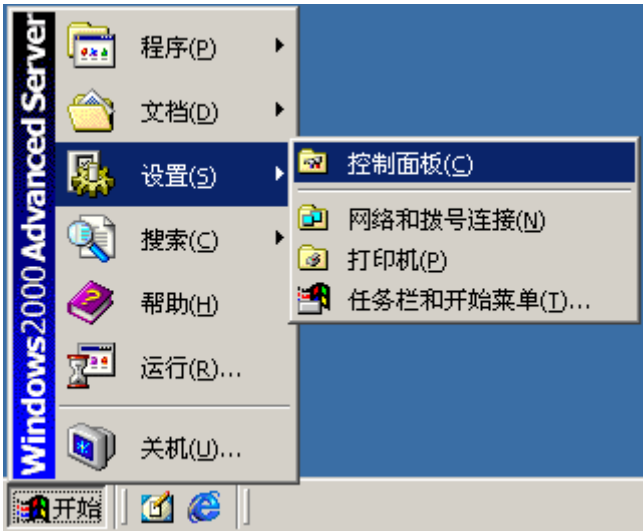 Windows2000 Advanced Server
程序(P)
文档(D)
设置(S)
搜索(C)
帮助(H)
运行(R)...
关机(U)...
控制面板(C)
网络和拨号连接(N)
打印机(P)
任务栏和开始菜单(T)...
开始